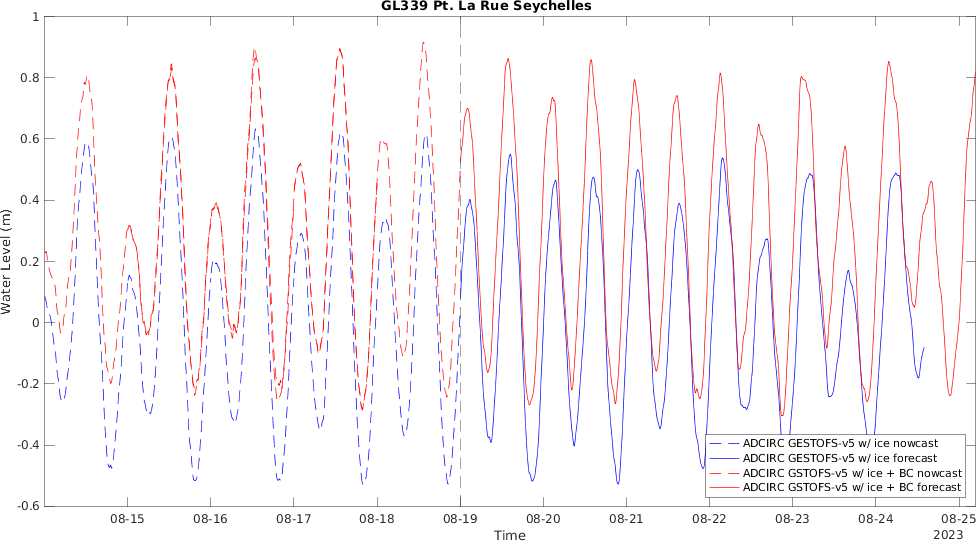 GL339 Pt. La Rue Seychelles
1
0.8
0.6
0.4
0.2
0
-0.2
-0.4
-0.6
Water Level (m)
ADCIRC GESTOFS-v5 w/ ice nowcast
ADCIRC GESTOFS-v5 w/ ice forecast
ADCIRC GSTOFS-v5 w/ ice + BC nowcast
ADCIRC GSTOFS-v5 w/ ice + BC forecast
08-15 08-16 08-17 08-18 08-19 08-20 08-21 08-22 08-23 08-24 08-25
Time
2023